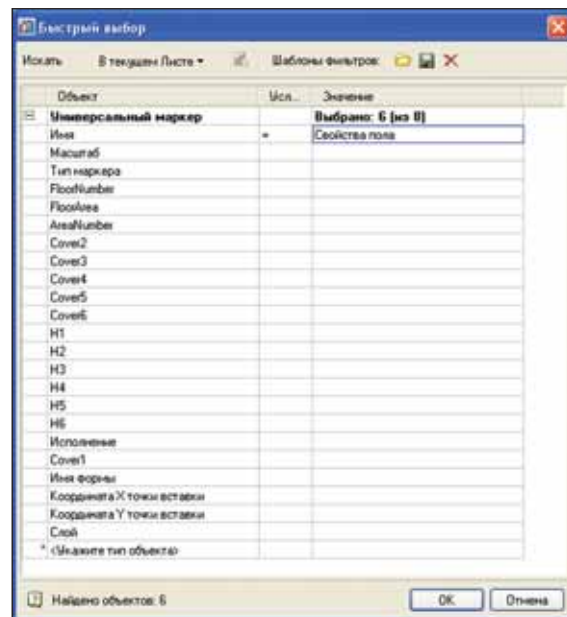 Быстрый выбор
Искать В текущем Листе Шаблоны фильтров:
Объект Усл... Значение
Универсальный маркер Выбрано: 6 (из 8)
Имя = Свойства пола
Масштаб
Тип маркера
FloorNumber
FloorArea
AreaNumber
Cover2
Cover3
Cover4
Cover5
Cover6
H1
H2
H3
H4
H5
H6
Исполнение
Cover1
Имя формы
Координата X точки вставки
Координата Y точки вставки
Слой
* <Укажите тип объекта>
Найдено объектов: 6 OK Отмена